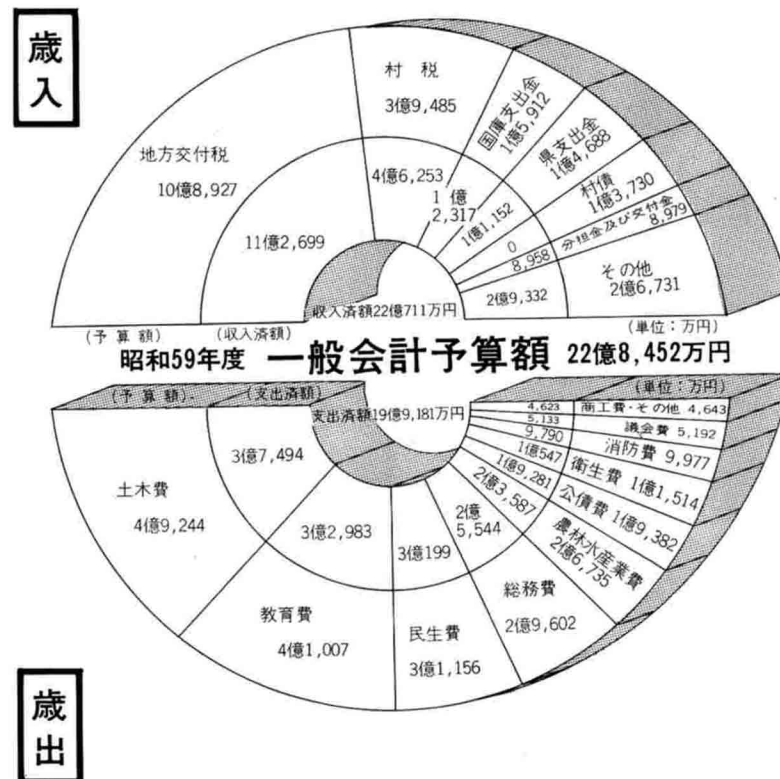 歳入
村税
3億9,485
国庫支出金
1億5,912
県支出金
1億4,688
村債
1億3,730
分担金及び交付金
8,979
その他
2億6,731
地方交付税
10億8,927
11億2,699
4億6,253
1億
2,317
1億1,152
0
8,958
2億9,332
収入済額22億711万円
(予算額)
(収入済額)
(単位:万円)
昭和59年度 一般会計予算額 22億8,452万円
(予算額)
(支出済額)
(単位:万円)
支出済額19億9,181万円
4,623
商工費・その他 4,643
5,133
議会費 5,192
9,790
消防費 9,977
1億547
衛生費 1億1,514
1億9,281
公債費 1億9,382
2億3,587
農林水産業費
2億6,735
2億
5,544
総務費
2億9,602
3億199
民生費
3億1,156
3億2,983
教育費
4億1,007
3億7,494
土木費
4億9,244
歳出